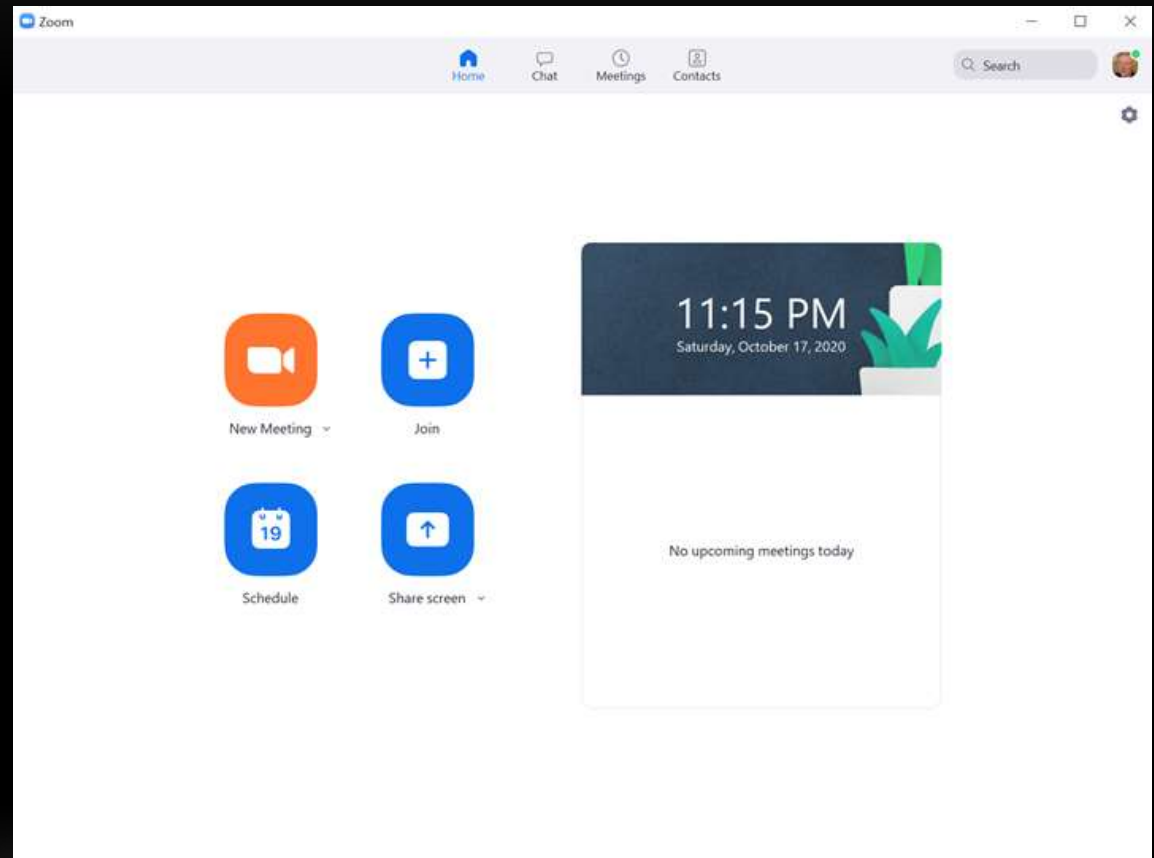 Zoom
Home
Chat
Meetings
Contacts
Search
11:15 PM
Saturday, October 17, 2020
New Meeting
Join
19
Schedule
Share screen
No upcoming meetings today